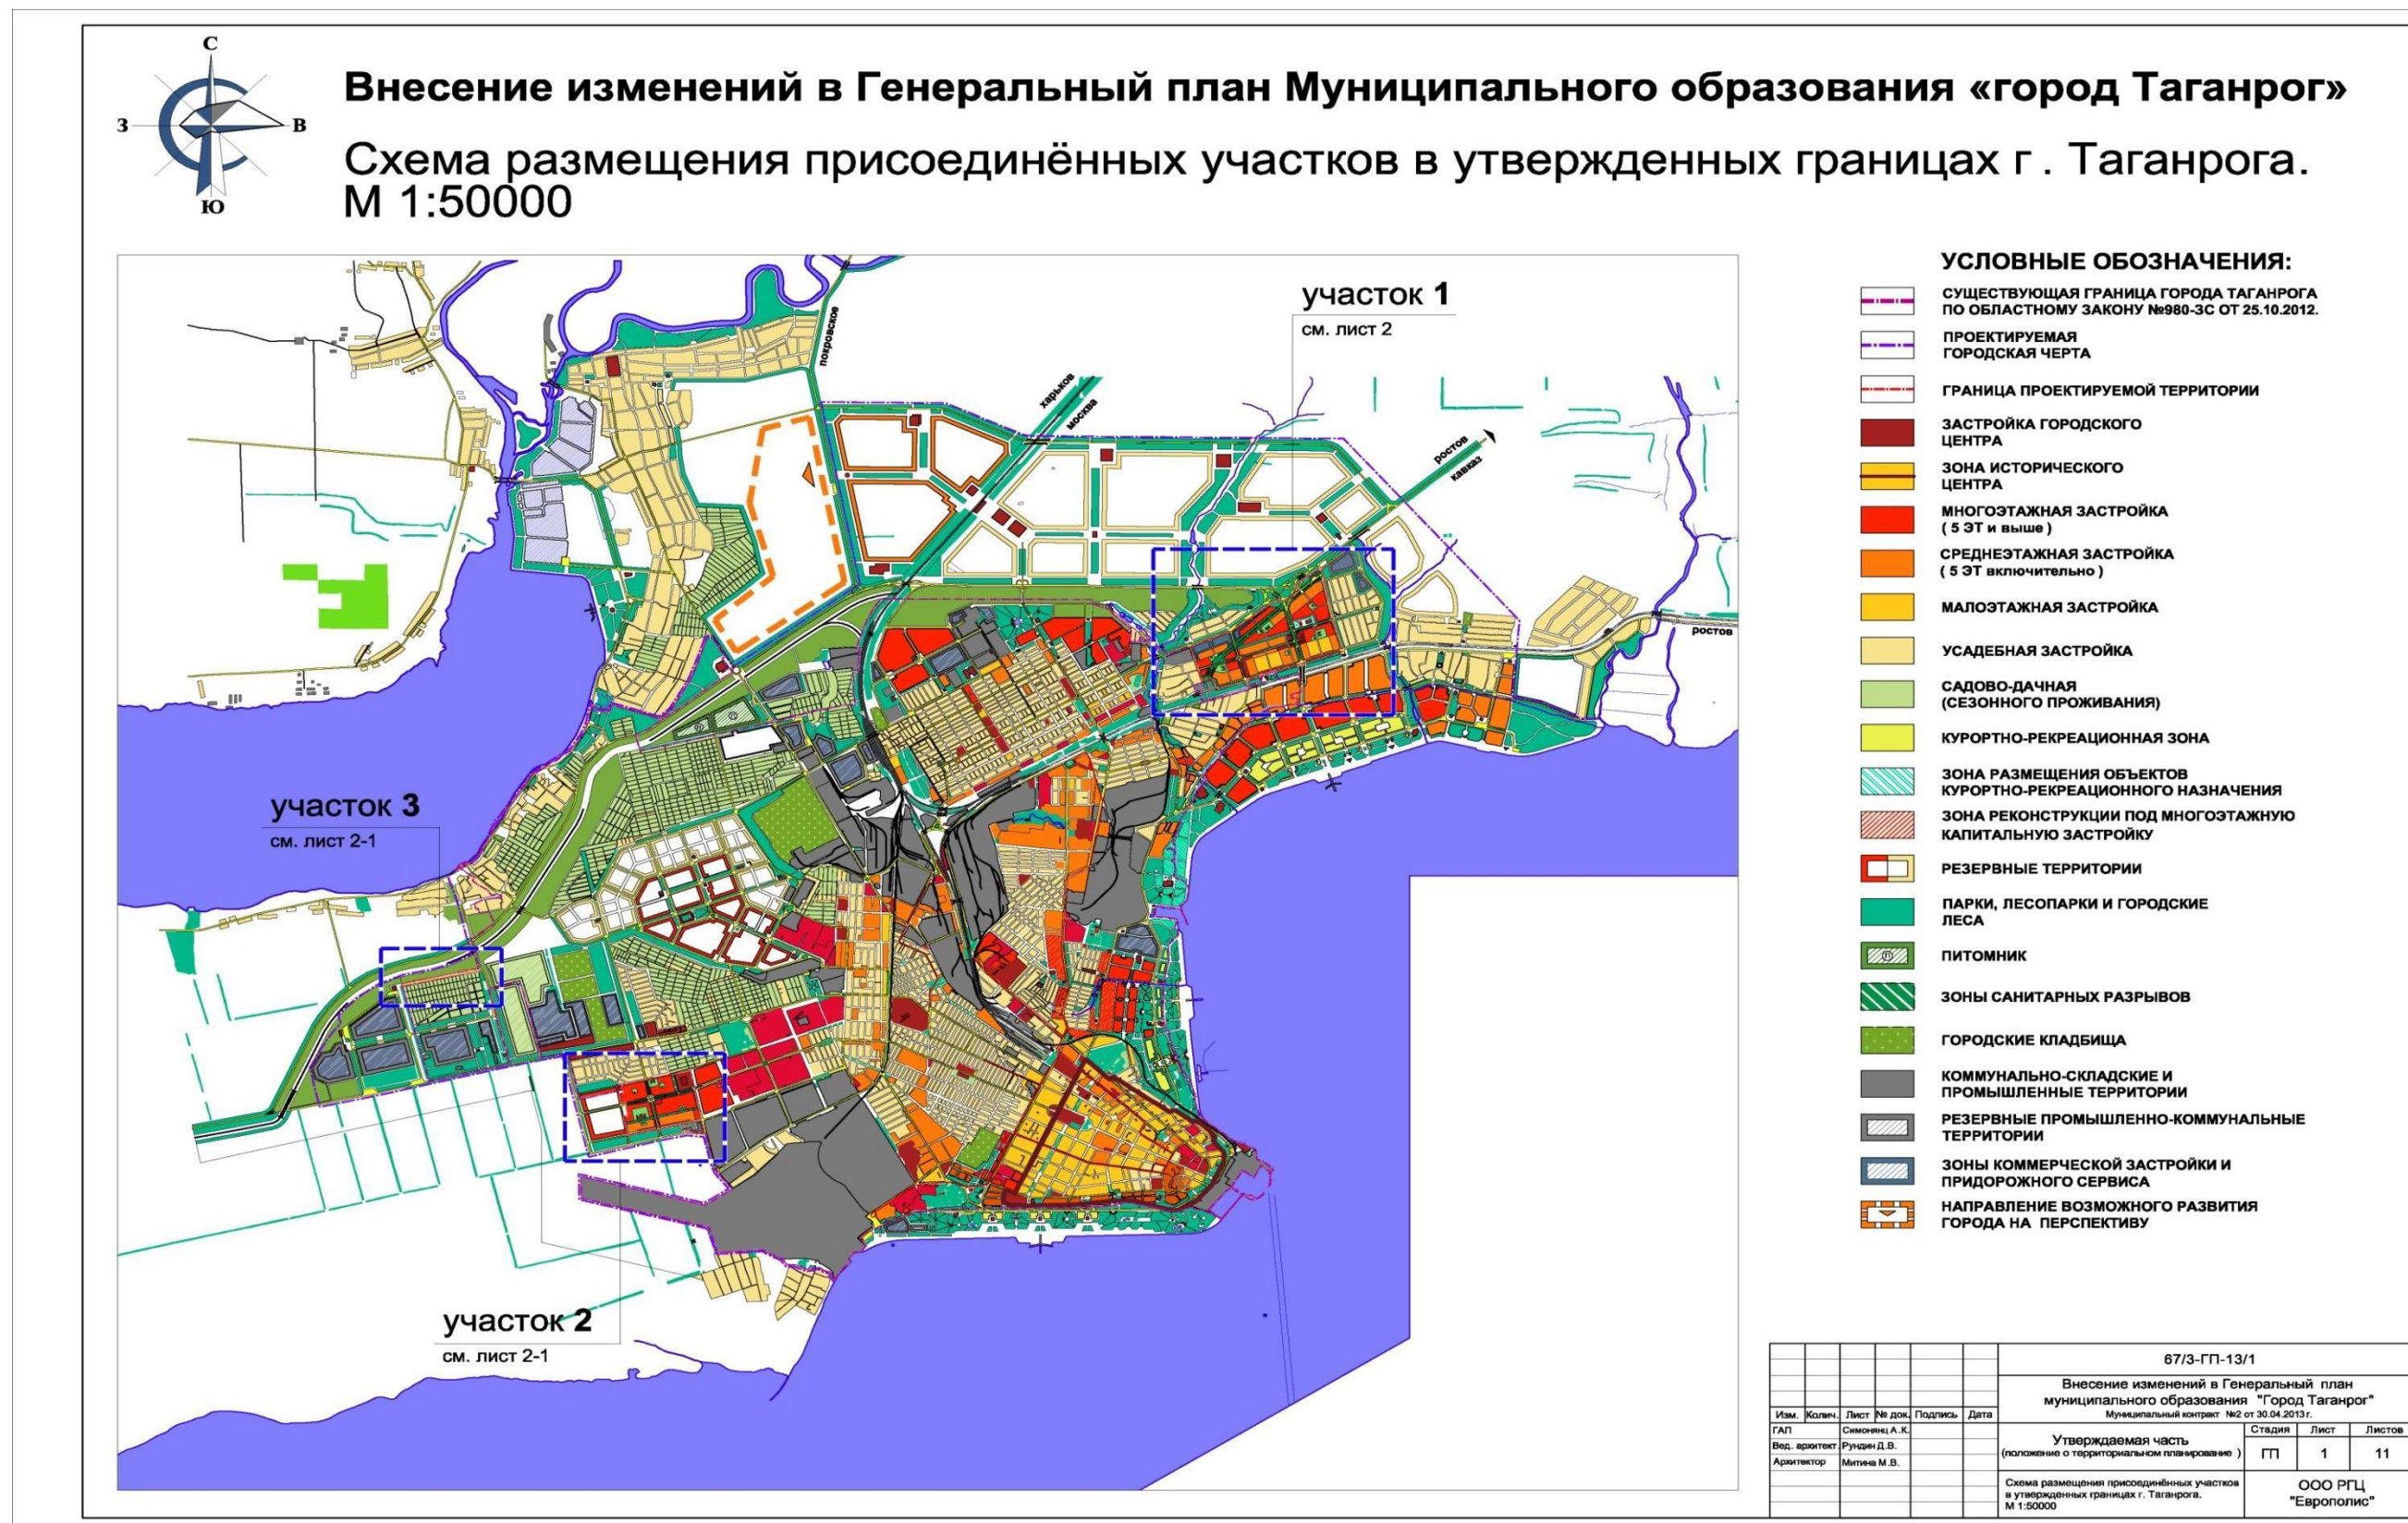 С
З
В
Ю
Внесение изменений в Генеральный план Муниципального образования «город Таганрог»
Схема размещения присоединённых участков в утвержденных границах г . Таганрога.
М 1:50000
участок 1
см. лист 2
покровское
харьков
москва
ростов
кавказ
ростов
участок 3
см. лист 2-1
участок 2
см. лист 2-1
УСЛОВНЫЕ ОБОЗНАЧЕНИЯ:
СУЩЕСТВУЮЩАЯ ГРАНИЦА ГОРОДА ТАГАНРОГА
ПО ОБЛАСТНОМУ ЗАКОНУ №980-ЗС ОТ 25.10.2012.
ПРОЕКТИРУЕМАЯ
ГОРОДСКАЯ ЧЕРТА
ГРАНИЦА ПРОЕКТИРУЕМОЙ ТЕРРИТОРИИ
ЗАСТРОЙКА ГОРОДСКОГО
ЦЕНТРА
ЗОНА ИСТОРИЧЕСКОГО
ЦЕНТРА
МНОГОЭТАЖНАЯ ЗАСТРОЙКА
( 5 ЭТ и выше )
СРЕДНЕЭТАЖНАЯ ЗАСТРОЙКА
( 5 ЭТ включительно )
МАЛОЭТАЖНАЯ ЗАСТРОЙКА
УСАДЕБНАЯ ЗАСТРОЙКА
САДОВО-ДАЧНАЯ
(СЕЗОННОГО ПРОЖИВАНИЯ)
КУРОРТНО-РЕКРЕАЦИОННАЯ ЗОНА
ЗОНА РАЗМЕЩЕНИЯ ОБЪЕКТОВ
КУРОРТНО-РЕКРЕАЦИОННОГО НАЗНАЧЕНИЯ
ЗОНА РЕКОНСТРУКЦИИ ПОД МНОГОЭТАЖНУЮ
КАПИТАЛЬНУЮ ЗАСТРОЙКУ
РЕЗЕРВНЫЕ ТЕРРИТОРИИ
ПАРКИ, ЛЕСОПАРКИ И ГОРОДСКИЕ
ЛЕСА
ПИТОМНИК
ЗОНЫ САНИТАРНЫХ РАЗРЫВОВ
ГОРОДСКИЕ КЛАДБИЩА
КОММУНАЛЬНО-СКЛАДСКИЕ И
ПРОМЫШЛЕННЫЕ ТЕРРИТОРИИ
РЕЗЕРВНЫЕ ПРОМЫШЛЕННО-КОММУНАЛЬНЫЕ
ТЕРРИТОРИИ
ЗОНЫ КОММЕРЧЕСКОЙ ЗАСТРОЙКИ И
ПРИДОРОЖНОГО СЕРВИСА
НАПРАВЛЕНИЕ ВОЗМОЖНОГО РАЗВИТИЯ
ГОРОДА НА ПЕРСПЕКТИВУ
67/3-ГП-13/1
Внесение изменений в Генеральный план
муниципального образования "Город Таганрог"
Муниципальный контракт №2 от 30.04.2013 г.
Изм. Колич. Лист № док. Подпись Дата
ГАП Симонянц А.К.
Вед. архитект. Рундин Д.В.
Архитектор Митина М.В.
Утверждаемая часть
(положение о территориальном планирование )
Стадия Лист Листов
ГП 1 11
Схема размещения присоединённых участков
в утвержденных границах г. Таганрога.
М 1:50000
ООО РГЦ
"Европолис"